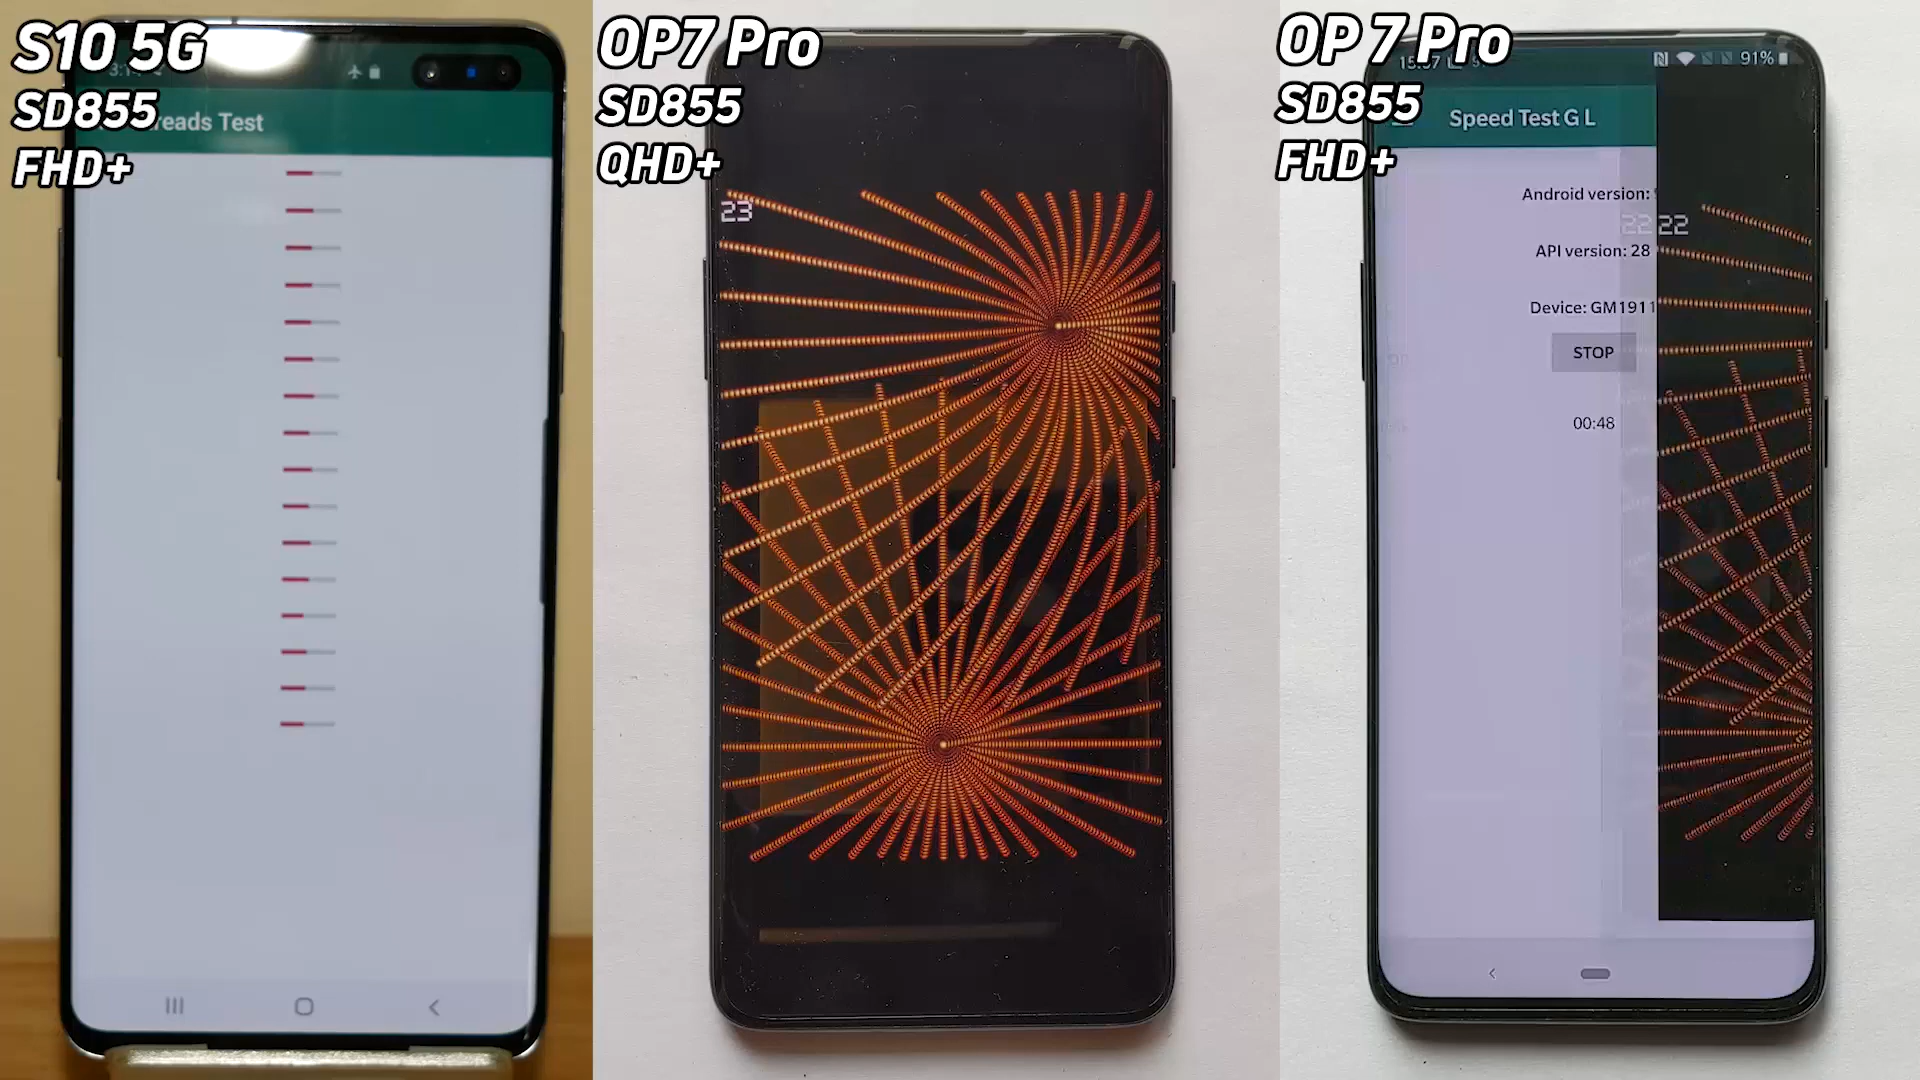 S10 5G
SD855
FHD+
reads Test
OP7 Pro
SD855
QHD+
23
OP 7 Pro
SD855
FHD+
91%
Speed Test G L
Android version:
22 22
API version: 28
Device: GM1911
STOP
00:48